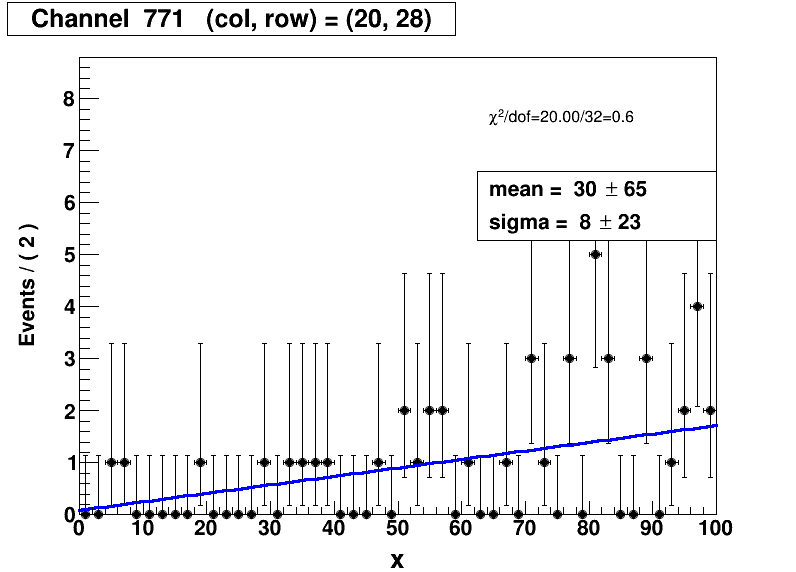 Channel 771 (col, row) = (20, 28)
χ²/dof=20.00/32=0.6
mean = 30 ± 65
sigma = 8 ± 23
Events / ( 2 )
8
7
6
5
4
3
2
1
0
0 10 20 30 40 50 60 70 80 90 100
x